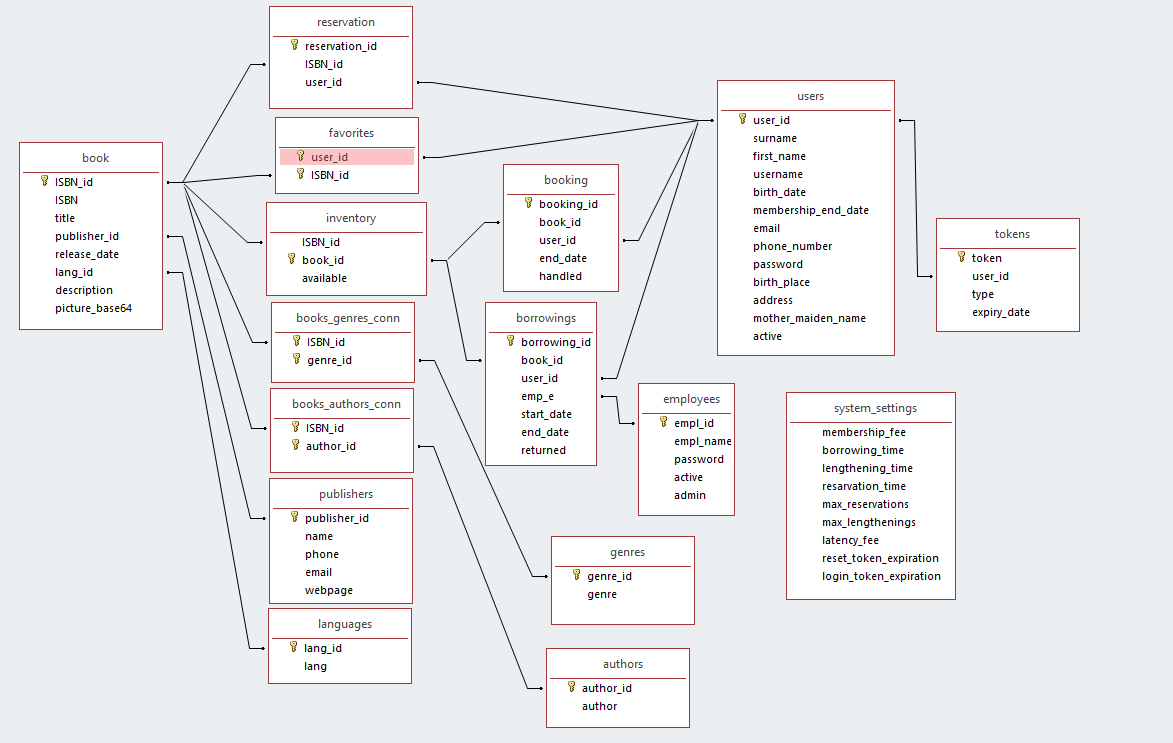 reservation
reservation_id
ISBN_id
user_id
favorites
user_id
ISBN_id
book
ISBN_id
ISBN
title
publisher_id
release_date
lang_id
description
picture_base64
inventory
ISBN_id
book_id
available
books_genres_conn
ISBN_id
genre_id
books_authors_conn
ISBN_id
author_id
publishers
publisher_id
name
phone
email
webpage
languages
lang_id
lang
booking
booking_id
book_id
user_id
end_date
handled
borrowings
borrowing_id
book_id
user_id
emp_e
start_date
end_date
returned
employees
empl_id
empl_name
password
active
admin
genres
genre_id
genre
authors
author_id
author
users
user_id
surname
first_name
username
birth_date
membership_end_date
email
phone_number
password
birth_place
address
mother_maiden_name
active
tokens
token
user_id
type
expiry_date
system_settings
membership_fee
borrowing_time
lengthening_time
resarvation_time
max_reservations
max_lengthenings
latency_fee
reset_token_expiration
login_token_expiration